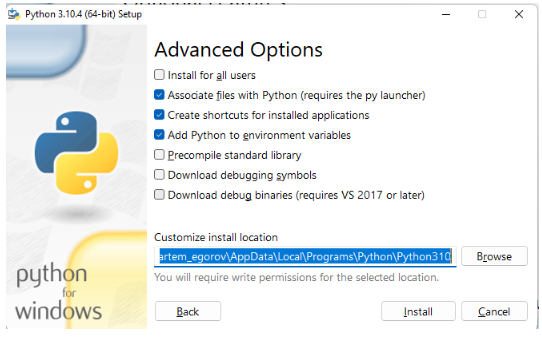 Python 3.10.4 (64-bit) Setup
Advanced Options
Install for all users
Associate files with Python (requires the py launcher)
Create shortcuts for installed applications
Add Python to environment variables
Precompile standard library
Download debugging symbols
Download debug binaries (requires VS 2017 or later)
Customize install location
artem_egorov\AppData\Local\Programs\Python\Python310
Browse
You will require write permissions for the selected location.
python
for
windows
Back
Install
Cancel